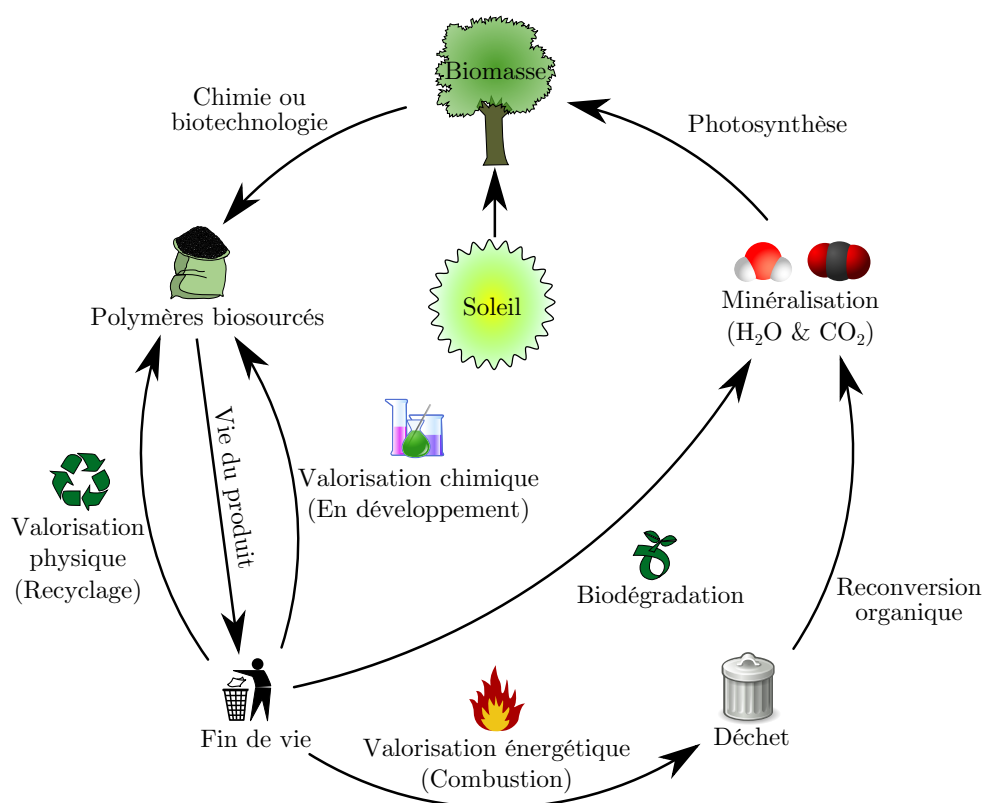 Biomasse
Chimie ou
biotechnologie
Photosynthèse
Soleil
Polymères biosourcés
Minéralisation
(H₂O & CO₂)
Vie du produit
Valorisation chimique
(En développement)
Valorisation
physique
(Recyclage)
Biodégradation
Reconversion
organique
Fin de vie
Valorisation énergétique
(Combustion)
Déchet